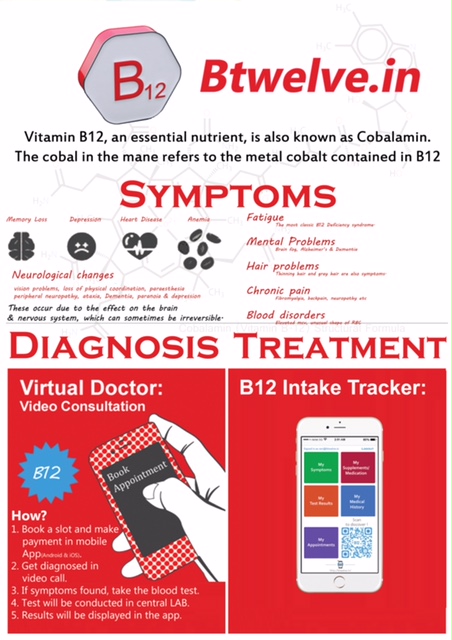 B12
Btwelve.in
Vitamin B12, an essential nutrient, is also known as Cobalamin.
The cobal in the mane refers to the metal cobalt contained in B12
SYMPTOMS
Memory Loss
Depression
Heart Disease
Anemia
Neurological changes
vision problems, loss of physical coordination, paraesthesia
peripheral neuropathy, ataxia, Dementia, paranoia & depression
These occur due to the effect on the brain
& nervous system, which can sometimes be irreversible.
Fatigue
The most classic B12 Deficiency syndrome
Mental Problems
Brain fog, Alzheimer's & Dementia
Hair problems
Thinning hair and gray hair are also symptoms
Chronic pain
Fibromyalgia, backpain, neuropathy etc
Blood disorders
Elevated mcv, unusual shape of RBC
DIAGNOSIS TREATMENT
Virtual Doctor:
Video Consultation
B12
Book
Appointment
How?
1. Book a slot and make
payment in mobile
App(Android & iOS).
2. Get diagnosed in
video call.
3. If symptoms found, take the blood test.
4. Test will be conducted in central LAB.
5. Results will be displayed in the app.
B12 Intake Tracker:
My
Symptoms
My
Supplements/
Medication
My
Test Results
My
Medical
History
My
Appointments
Scan
to discover !